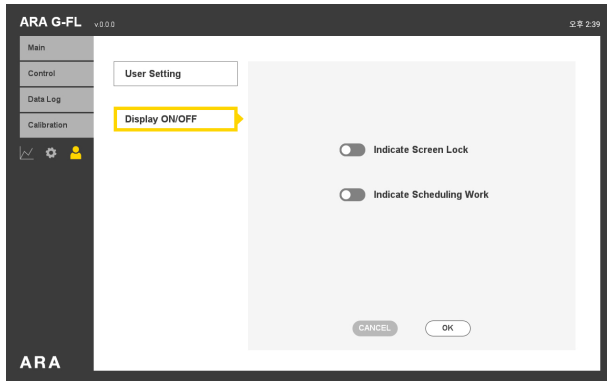 ARA G-FL v.0.0.0 오후 2:39
Main
Control
Data Log
Calibration
User Setting
Display ON/OFF
Indicate Screen Lock
Indicate Scheduling Work
CANCEL OK
ARA